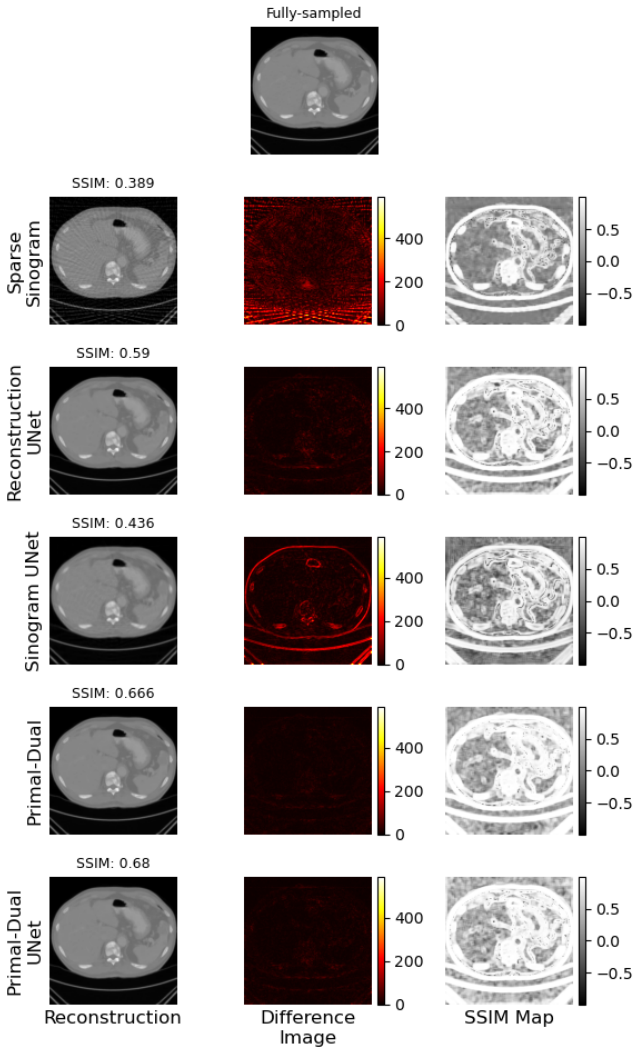 Fully-sampled
SSIM: 0.389
Sparse
Sinogram
400
200
0
0.5
0.0
−0.5
SSIM: 0.59
Reconstruction
UNet
400
200
0
0.5
0.0
−0.5
SSIM: 0.436
Sinogram UNet
400
200
0
0.5
0.0
−0.5
SSIM: 0.666
Primal-Dual
400
200
0
0.5
0.0
−0.5
SSIM: 0.68
Primal-Dual
UNet
400
200
0
0.5
0.0
−0.5
Reconstruction
Difference
Image
SSIM Map